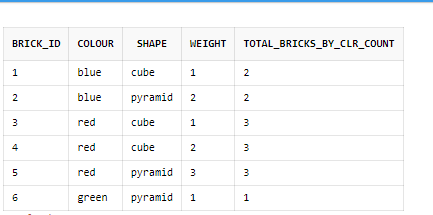 BRICK_ID COLOUR SHAPE WEIGHT TOTAL_BRICKS_BY_CLR_COUNT
1 blue cube 1 2
2 blue pyramid 2 2
3 red cube 1 3
4 red cube 2 3
5 red pyramid 3 3
6 green pyramid 1 1